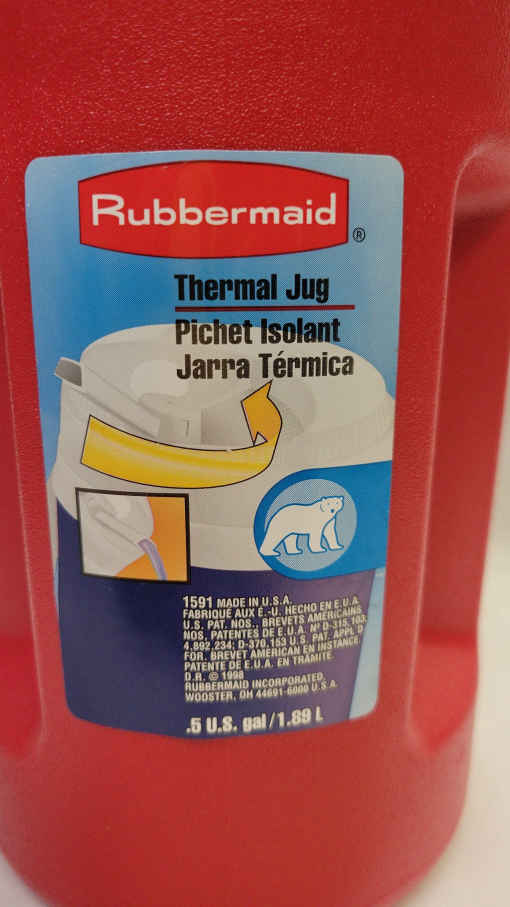 Rubbermaid®
Thermal Jug
Pichet Isolant
Jarra Térmica
1591 MADE IN U.S.A.
FABRIQUÉ AUX É.-U. HECHO EN E.U.A.
U.S. PAT. NOS., BREVETS AMÉRICAINS
NOS, PATENTES DE E.U.A. Nº D-315,103,
4,892,234; D-370,153 U.S. PAT. APPL'D
FOR. BREVET AMÉRICAN EN INSTANCE,
PATENTE DE E.U.A. EN TRÁMITE.
D.R. © 1998
RUBBERMAID INCORPORATED,
WOOSTER, OH 44691-6000 U.S.A.
.5 U.S. gal/1.89 L